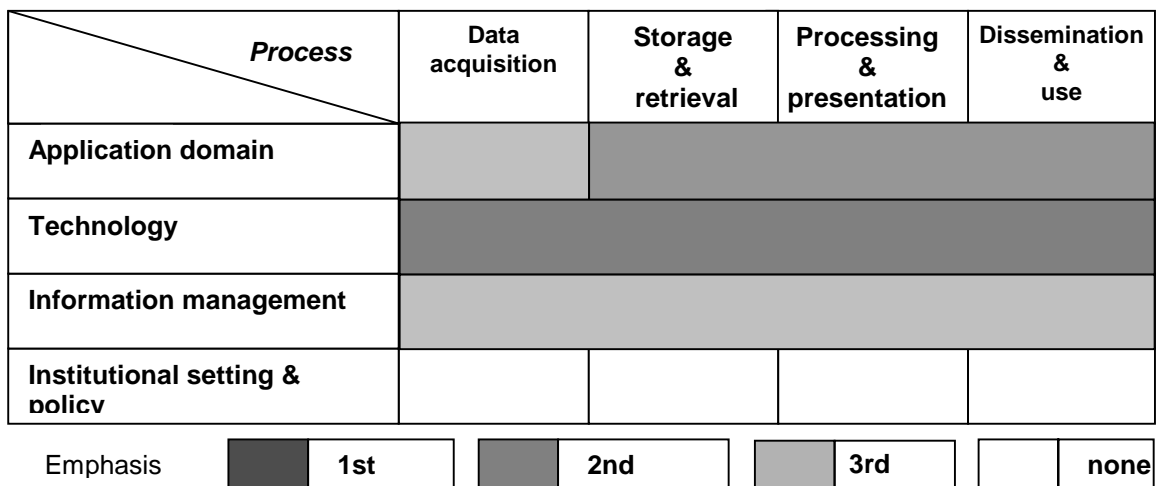 Process
Data
acquisition
Storage
&
retrieval
Processing
&
presentation
Dissemination
&
use
Application domain
Technology
Information management
Institutional setting &
policy
Emphasis 1st 2nd 3rd none